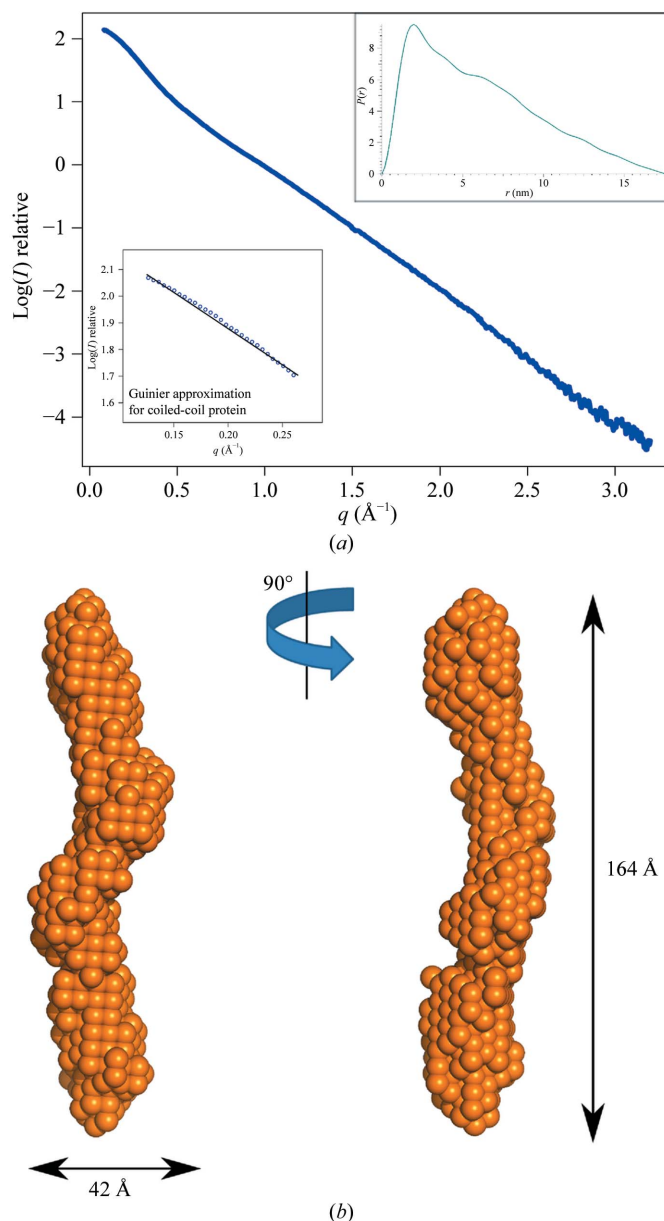 2
1
0
−1
−2
−3
−4
Log(I) relative
0.0 0.5 1.0 1.5 2.0 2.5 3.0
q (Å−1)
8
6
4
2
0
P(r)
0 5 10 15
r (nm)
2.1
2.0
1.9
1.8
1.7
1.6
Log(I) relative
Guinier approximation
for coiled-coil protein
0.15 0.20 0.25
q (Å−1)
(a)
90°
164 Å
42 Å
(b)